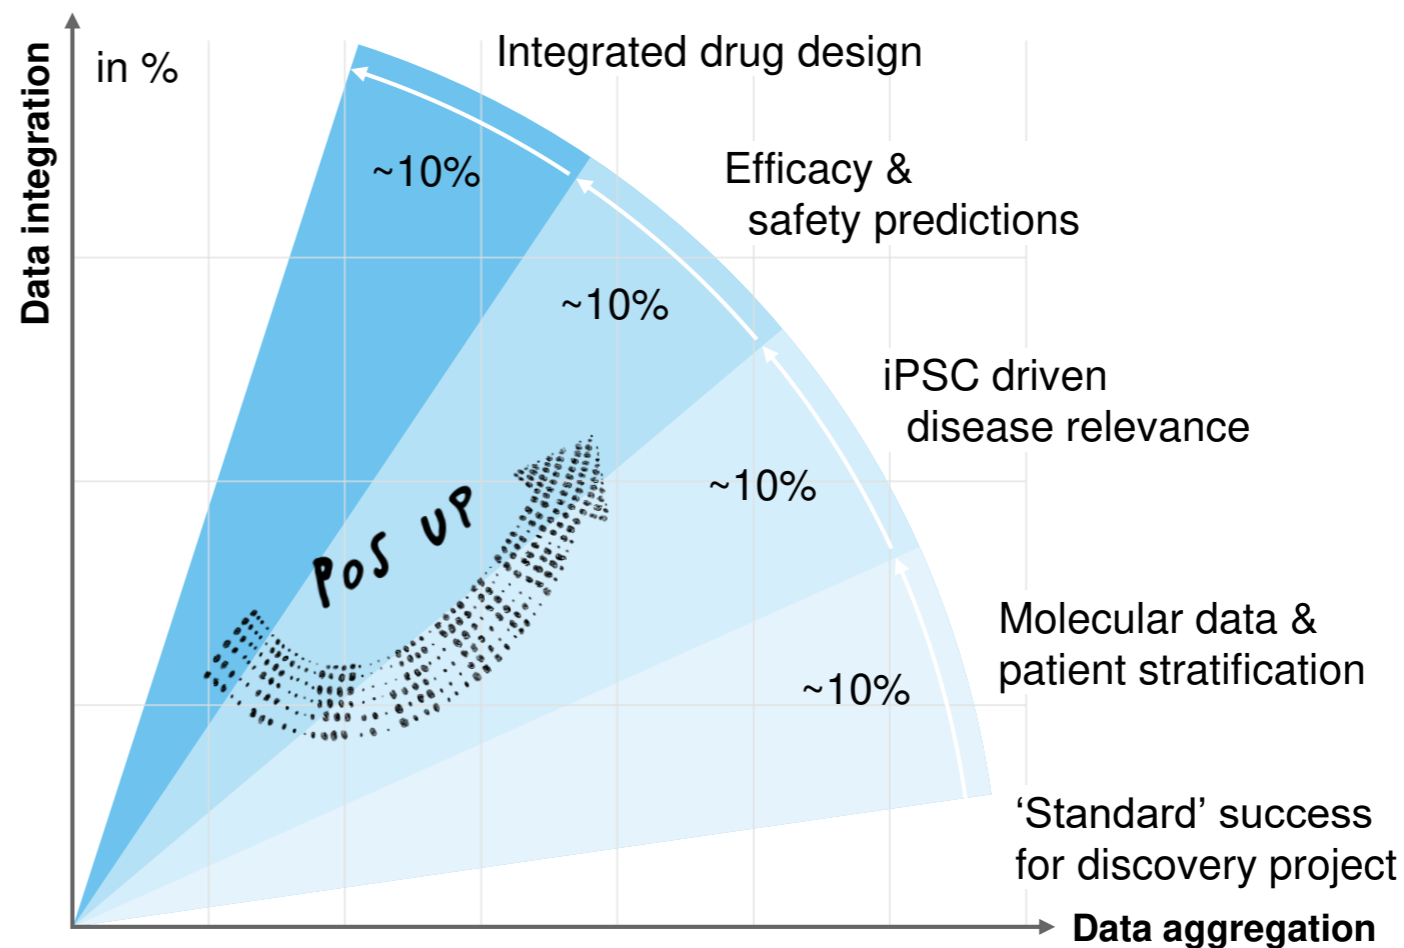 Data integration
in %
Integrated drug design
~10%
Efficacy &
safety predictions
~10%
iPSC driven
disease relevance
~10%
POS UP
Molecular data &
patient stratification
~10%
‘Standard’ success
for discovery project
Data aggregation